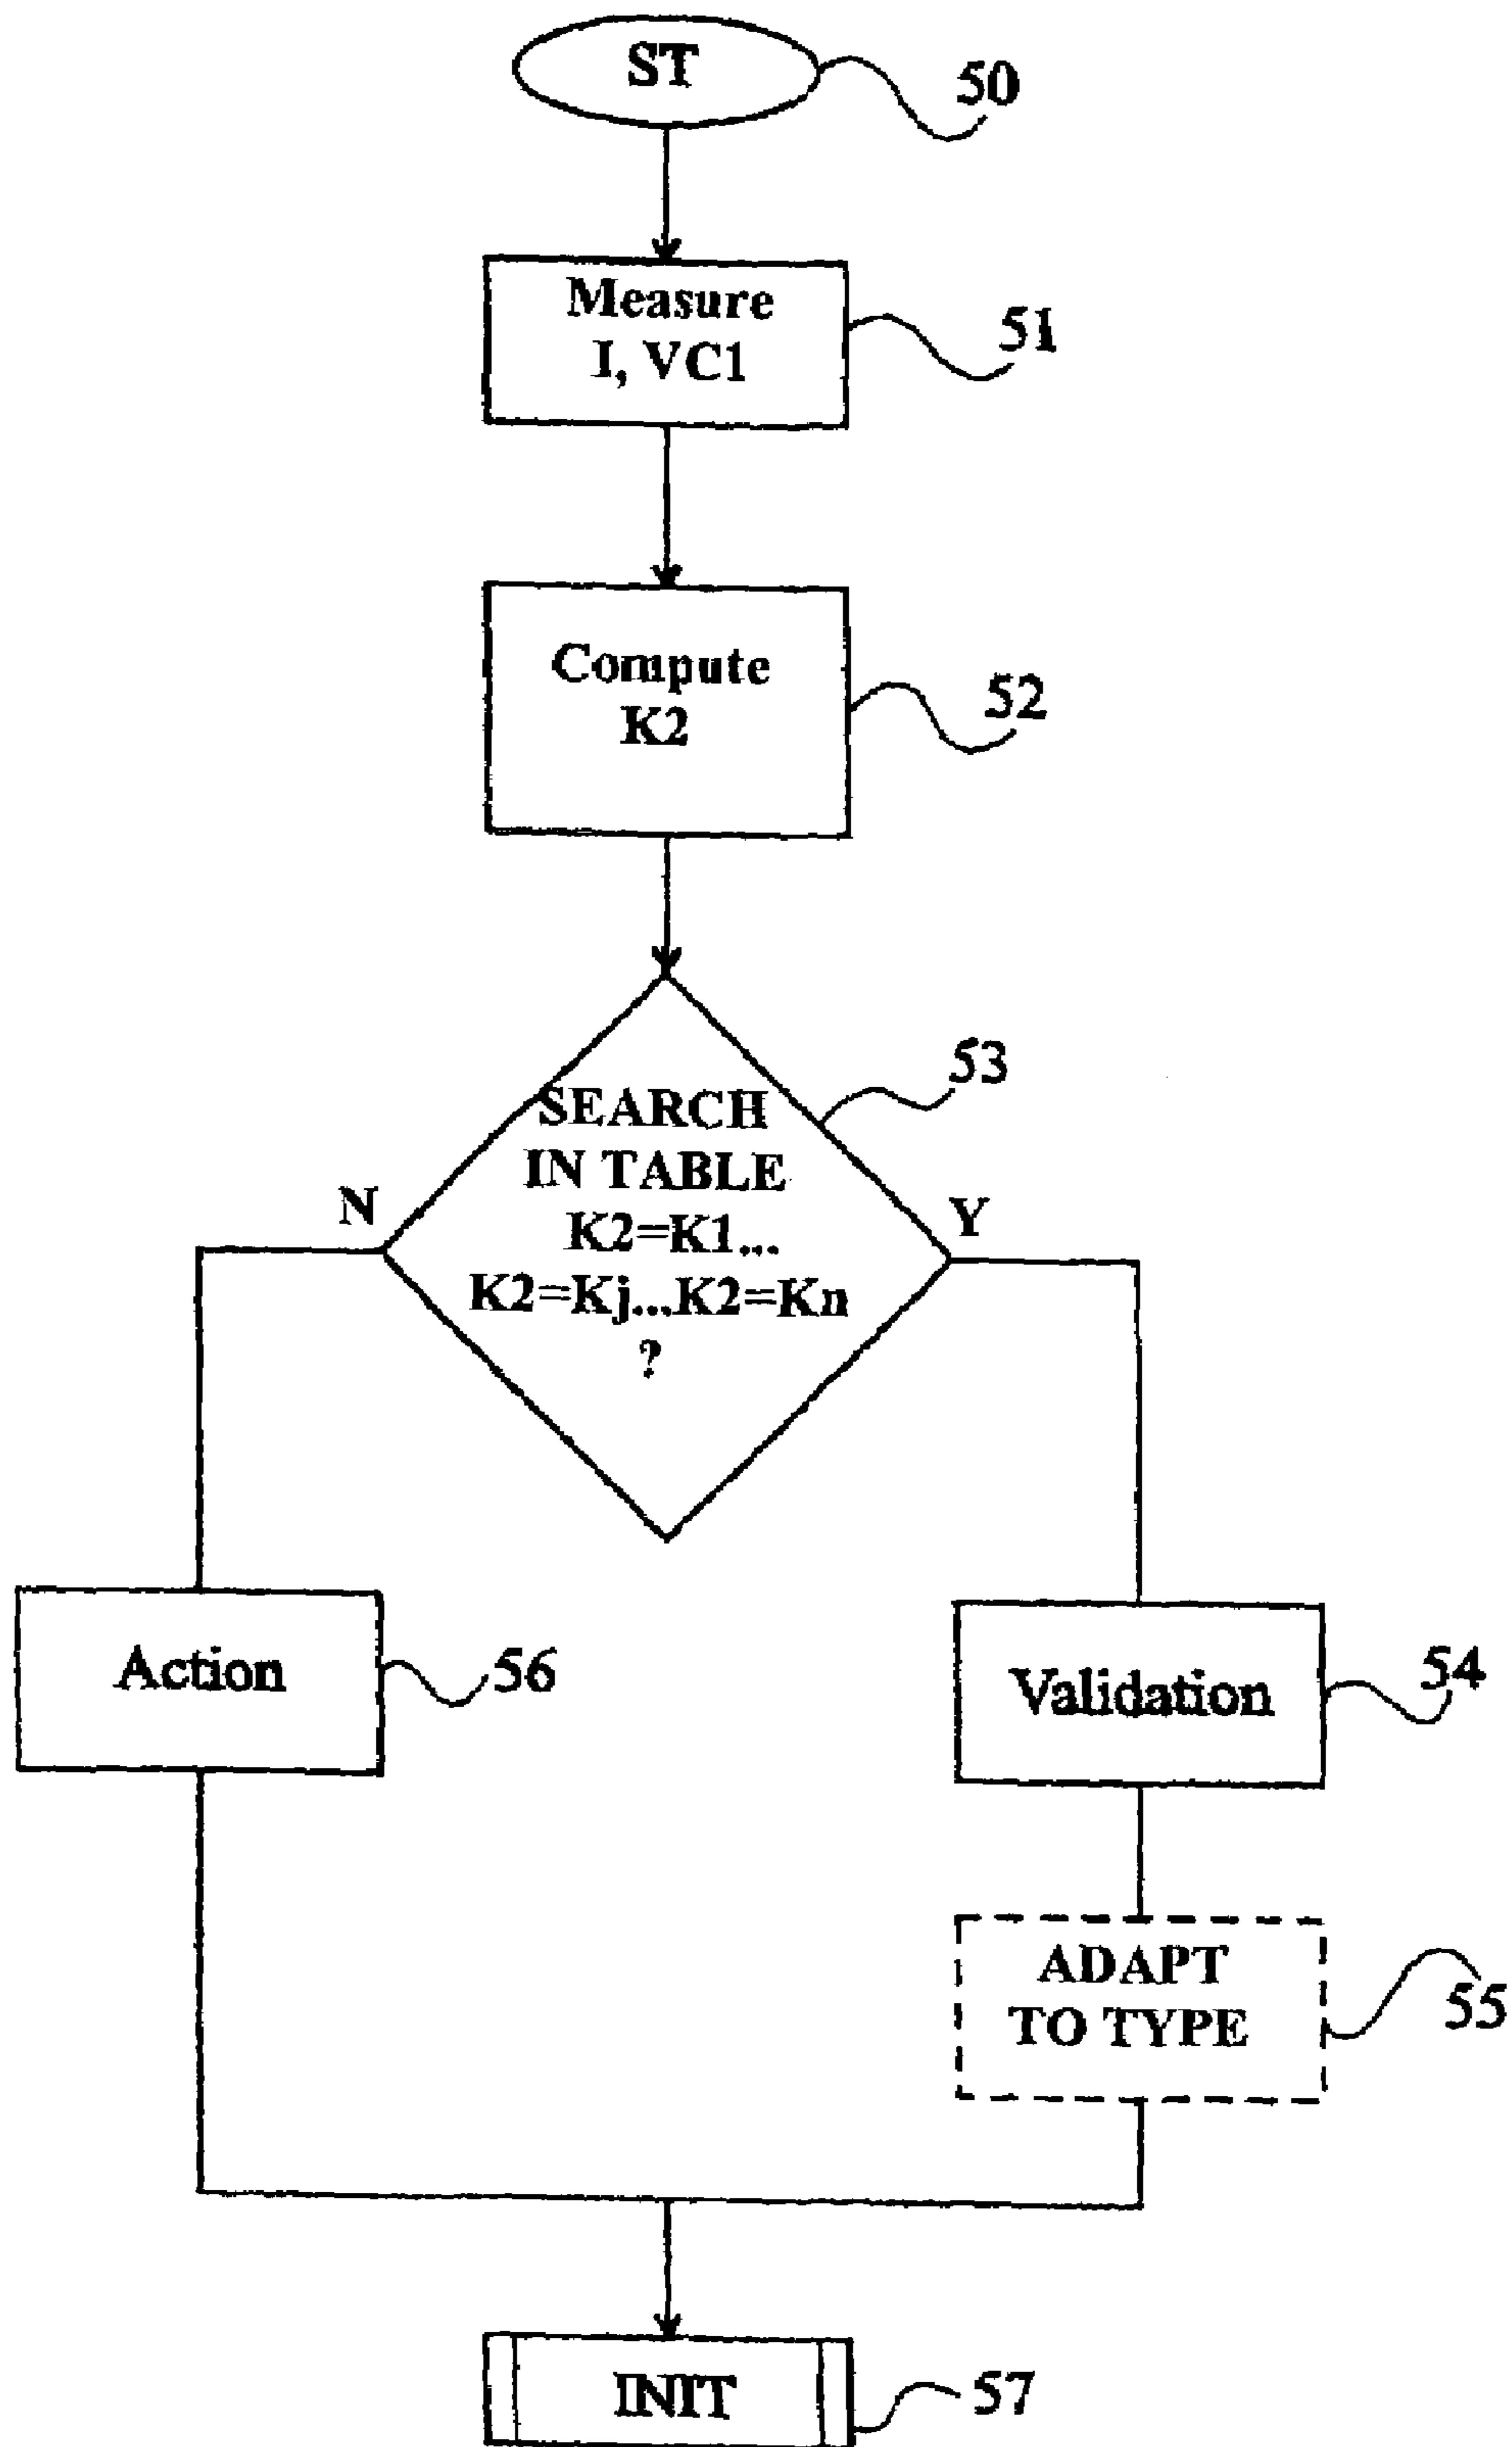 ST
50
Measure
I, VC1
51
Compute
K2
52
53
SEARCH
IN TABLE
K2=K1...
K2=Kj...K2=Kn
?
N
Y
Action
56
Validation
54
ADAPT
TO TYPE
55
INIT
57